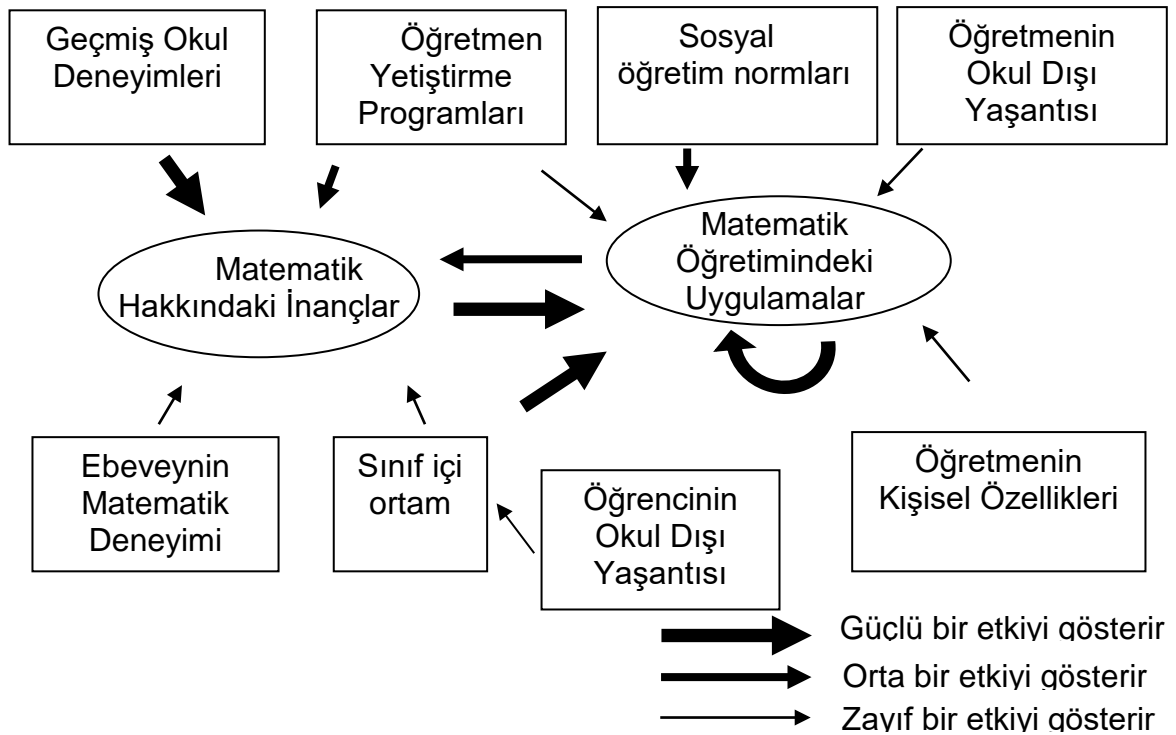 Geçmiş Okul
Deneyimleri
Öğretmen
Yetiştirme
Programları
Sosyal
öğretim normları
Öğretmenin
Okul Dışı
Yaşantısı
Matematik
Hakkındaki İnançlar
Matematik
Öğretimindeki
Uygulamalar
Ebeveynin
Matematik
Deneyimi
Sınıf içi
ortam
Öğrencinin
Okul Dışı
Yaşantısı
Öğretmenin
Kişisel Özellikleri
Güçlü bir etkiyi gösterir
Orta bir etkiyi gösterir
Zayıf bir etkiyi gösterir